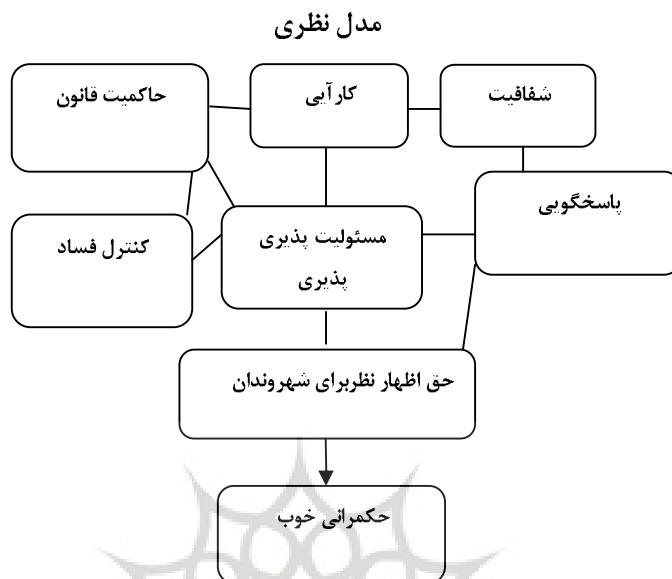 مدل نظری
شفافیت
کارآیی
حاکمیت قانون
پاسخگویی
مسئولیت پذیری
پذیری
کنترل فساد
حق اظهار نظربرای شهروندان
حکمرانی خوب